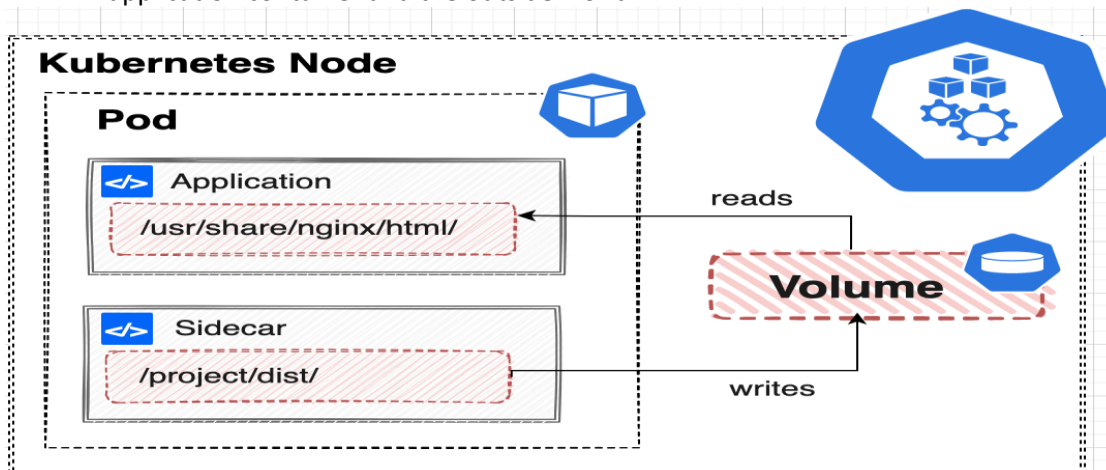 Kubernetes Node
Pod
</> Application
/usr/share/nginx/html/
reads
Volume
</> Sidecar
/project/dist/
writes